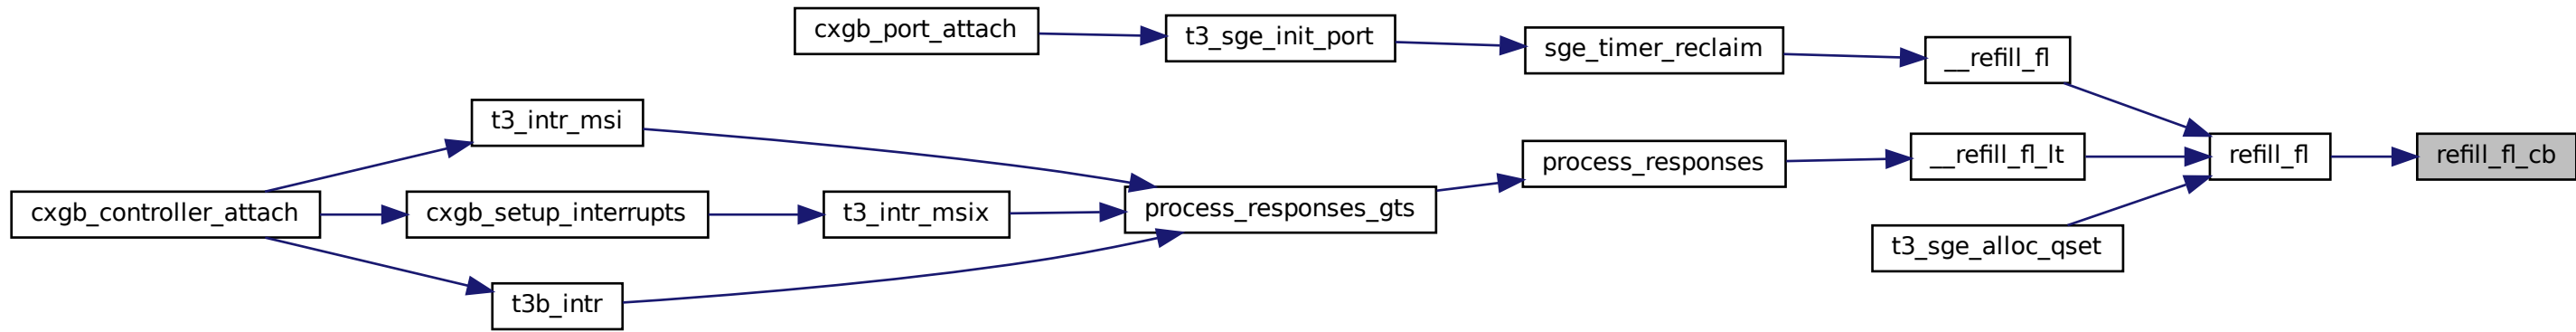 cxgb_port_attach
t3_sge_init_port
sge_timer_reclaim
__refill_fl
t3_intr_msi
process_responses
__refill_fl_lt
refill_fl
refill_fl_cb
cxgb_controller_attach
cxgb_setup_interrupts
t3_intr_msix
process_responses_gts
t3_sge_alloc_qset
t3b_intr